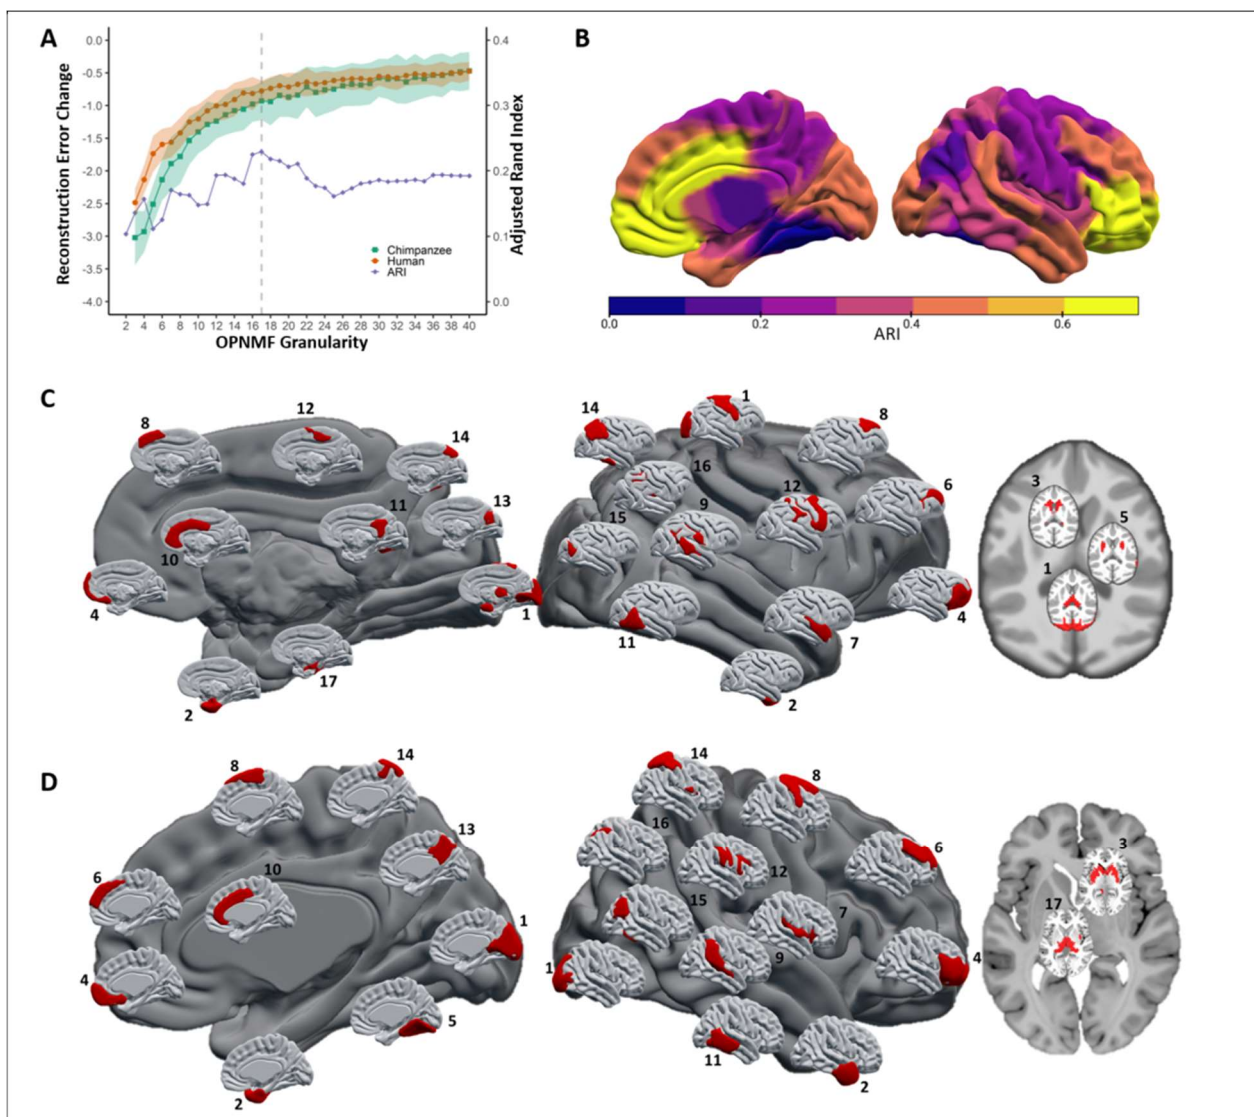 A
B
0.0
-0.5
-1.0
-1.5
-2.0
-2.5
-3.0
-3.5
-4.0
Reconstruction Error Change
0.4
0.3
0.2
0.1
0.0
Adjusted Rand Index
Chimpanzee
Human
ARI
2 4 6 8 10 12 14 16 18 20 22 24 26 28 30 32 34 36 38 40
OPNMF Granularity
0.0 0.2 0.4 0.6
ARI
C
8 12 14
11 13
10
4 1
17
2
1
14 8
16 12 6
15 9
11 7 4
2
3
5
1
D
8 14
13
6 10
1
4
5
2
14 8
16 6
12
15 7
1 9 4
11 2
3
17